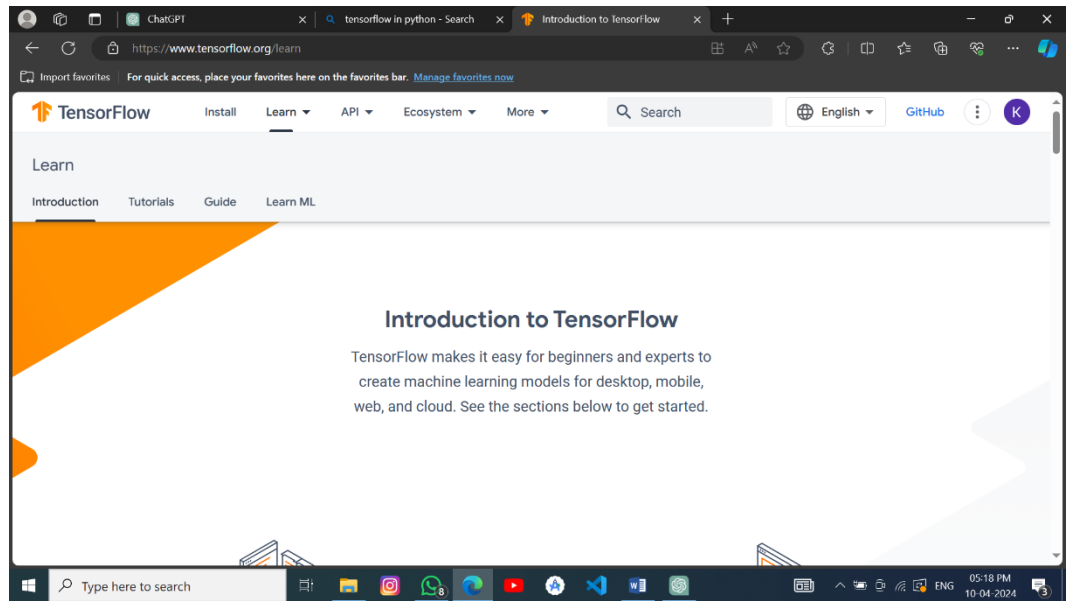 ChatGPT
tensorflow in python - Search
Introduction to TensorFlow
https://www.tensorflow.org/learn
Import favorites
For quick access, place your favorites here on the favorites bar. Manage favorites now
TensorFlow
Install
Learn
API
Ecosystem
More
Search
English
GitHub
K
Learn
Introduction
Tutorials
Guide
Learn ML
Introduction to TensorFlow
TensorFlow makes it easy for beginners and experts to
create machine learning models for desktop, mobile,
web, and cloud. See the sections below to get started.
Type here to search
8
ENG
05:18 PM
10-04-2024
3